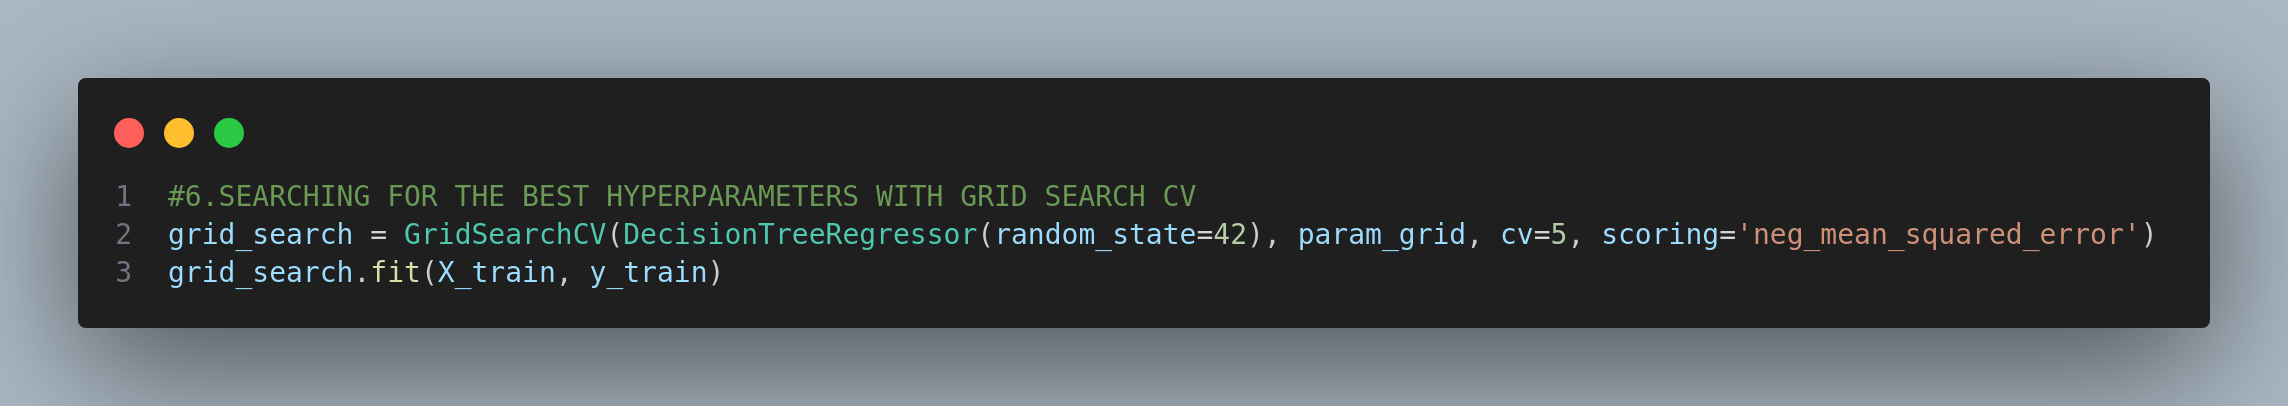 1 #6.SEARCHING FOR THE BEST HYPERPARAMETERS WITH GRID SEARCH CV
2 grid_search = GridSearchCV(DecisionTreeRegressor(random_state=42), param_grid, cv=5, scoring='neg_mean_squared_error')
3 grid_search.fit(X_train, y_train)